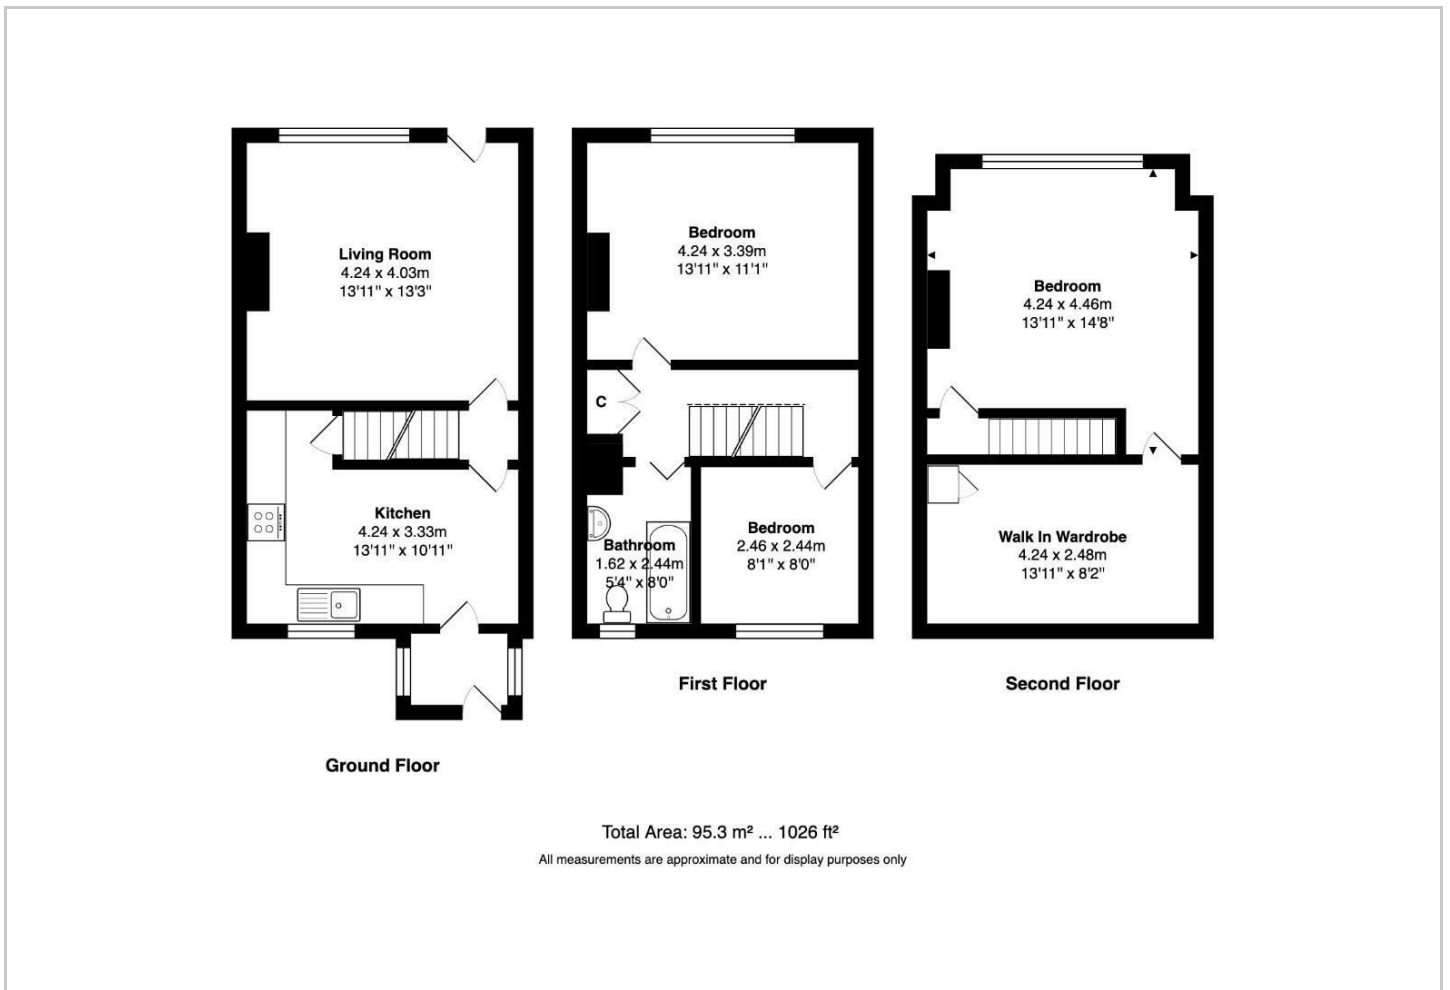 Living Room
4.24 x 4.03m
13'11" x 13'3"
Kitchen
4.24 x 3.33m
13'11" x 10'11"
Ground Floor
Bedroom
4.24 x 3.39m
13'11" x 11'1"
C
Bathroom
1.62 x 2.44m
5'4" x 8'0"
Bedroom
2.46 x 2.44m
8'1" x 8'0"
First Floor
Bedroom
4.24 x 4.46m
13'11" x 14'8"
Walk In Wardrobe
4.24 x 2.48m
13'11" x 8'2"
Second Floor
Total Area: 95.3 m² ... 1026 ft²
All measurements are approximate and for display purposes only